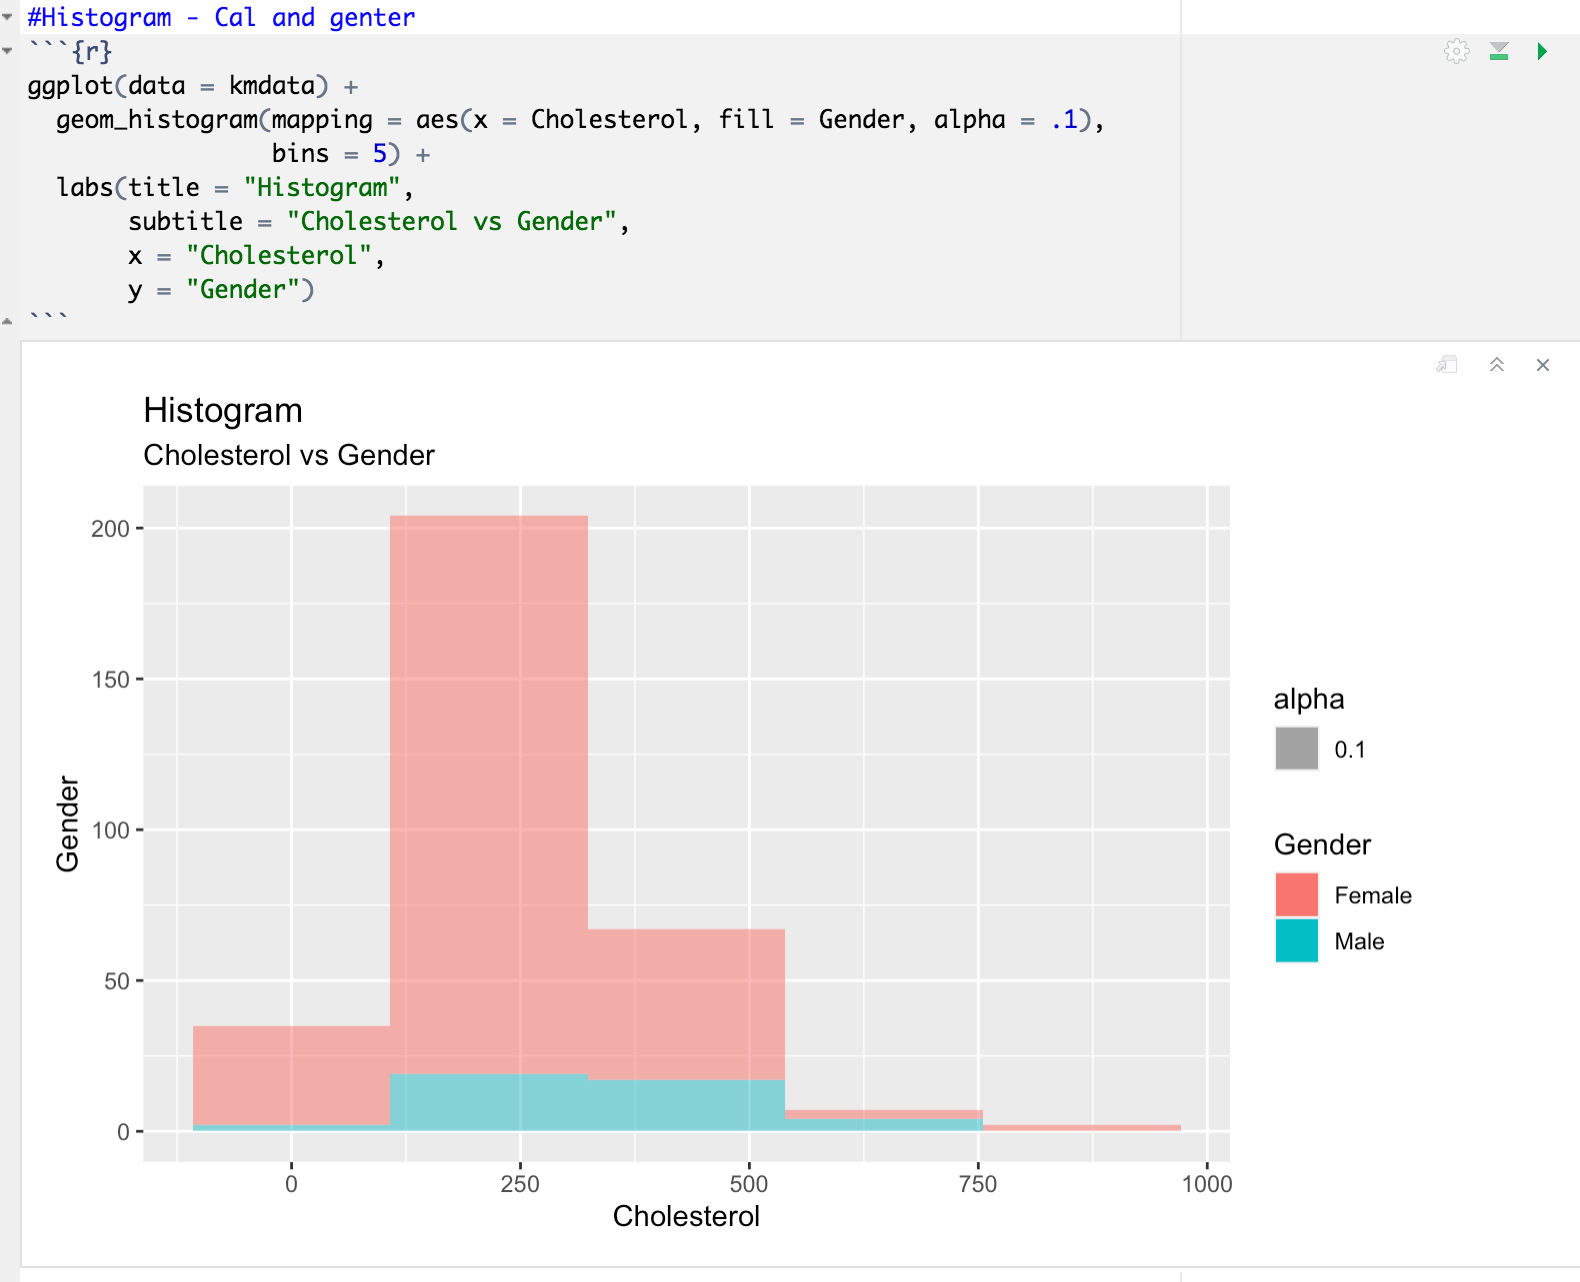 #Histogram - Cal and genter
```{r}
ggplot(data = kmdata) +
  geom_histogram(mapping = aes(x = Cholesterol, fill = Gender, alpha = .1),
                 bins = 5) +
  labs(title = "Histogram",
       subtitle = "Cholesterol vs Gender",
       x = "Cholesterol",
       y = "Gender")
```
Histogram
Cholesterol vs Gender
200
150
100
50
0
Gender
0 250 500 750 1000
Cholesterol
alpha
0.1
Gender
Female
Male